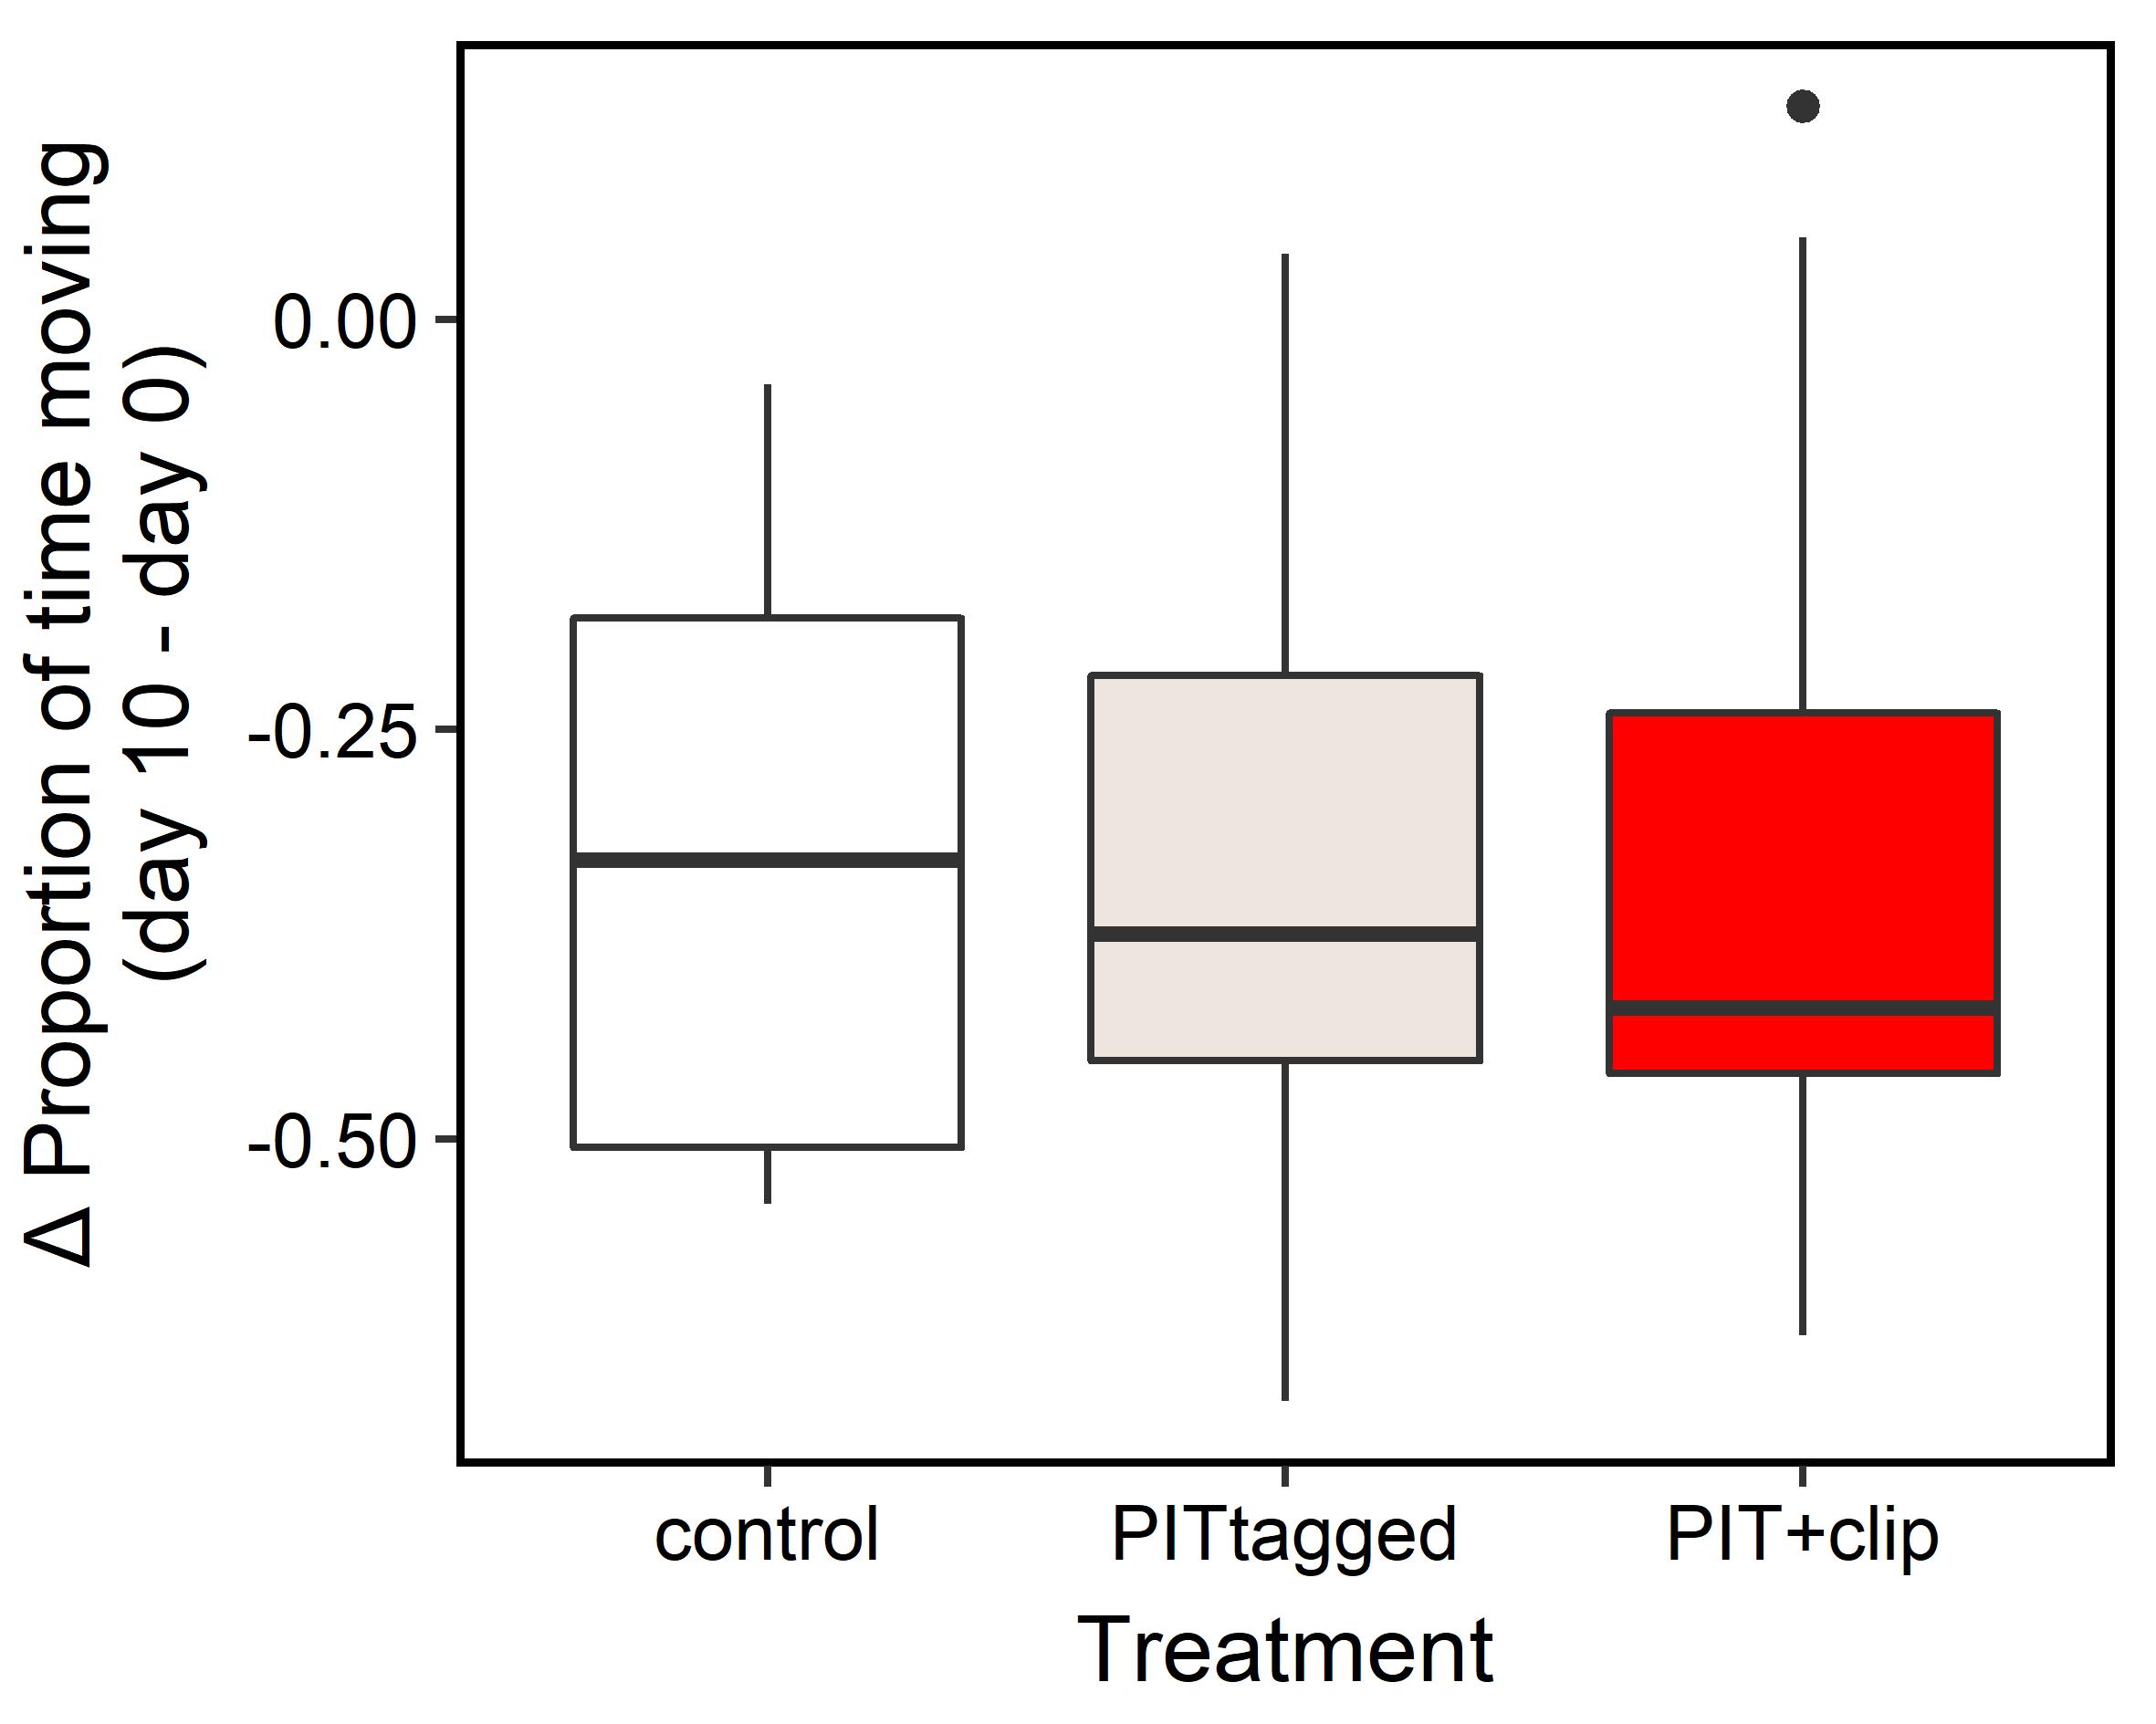 Δ Proportion of time moving
(day 10 - day 0)
0.00
-0.25
-0.50
control PITtagged PIT+clip
Treatment